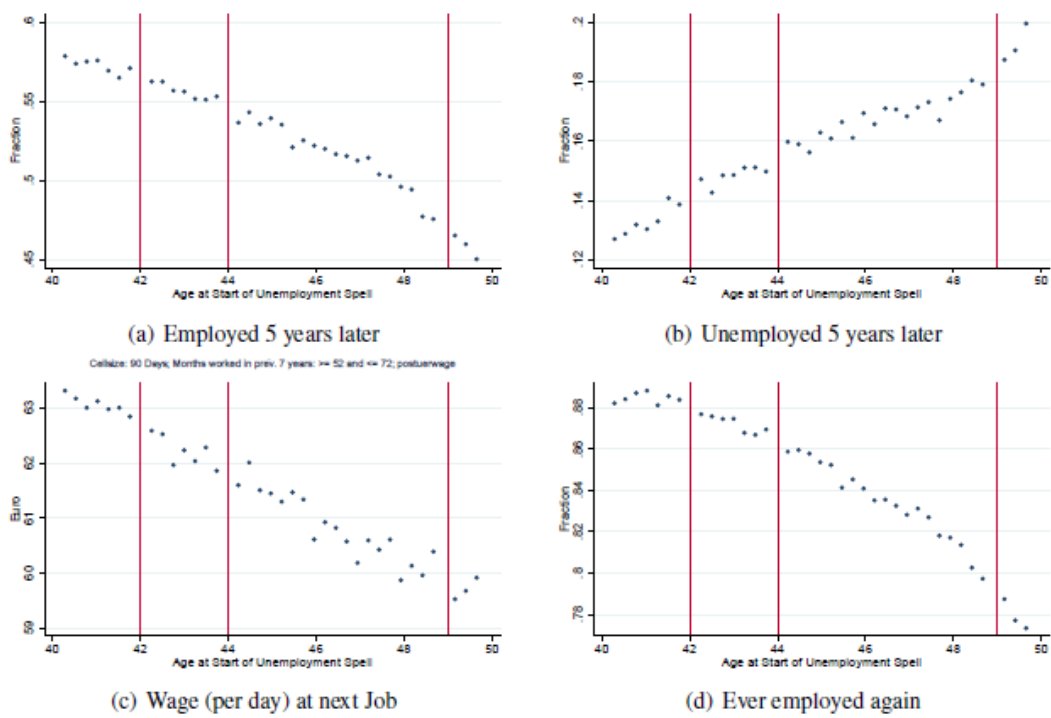 .6
.55
.5
.45
Fraction
40 42 44 46 48 50
Age at Start of Unemployment Spell
(a) Employed 5 years later
.2
.18
.16
.14
.12
Fraction
40 42 44 46 48 50
Age at Start of Unemployment Spell
(b) Unemployed 5 years later
Cellsize: 90 Days; Months worked in prev. 7 years: >= 52 and <= 72; postuerwage
63
62
61
60
59
Euro
40 42 44 46 48 50
Age at Start of Unemployment Spell
(c) Wage (per day) at next Job
.88
.86
.84
.82
.8
.78
Fraction
40 42 44 46 48 50
Age at Start of Unemployment Spell
(d) Ever employed again